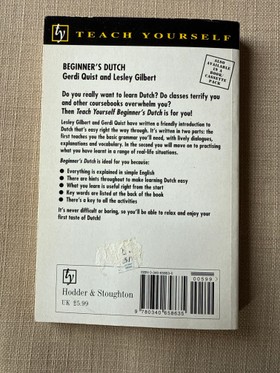 ty TEACH YOURSELF
BEGINNER'S DUTCH
Gerdi Quist and Lesley Gilbert
ALSO
AVAILABLE
IN A
BOOK/
CASSETTE
PACK
Do you really want to learn Dutch? Do classes terrify you
and other coursebooks overwhelm you?
Then Teach Yourself Beginner's Dutch is for you!
Lesley Gilbert and Gerdi Quist have written a friendly introduction to
Dutch that's easy right the way through. It's written in two parts: the
first teaches you the basic grammar you'll need, with lively dialogues,
explanations and vocabulary. In the second you will move on to practising
what you have learnt in a range of real-life situations.
Beginner's Dutch is ideal for you because:
● Everything is explained in simple English
● There are hints throughout to make learning Dutch easy
● What you learn is useful right from the start
● Key words are listed at the back of the book
● There's a key to all the activities
It's never difficult or boring, so you'll be able to relax and enjoy your
first taste of Dutch!
ty
Hodder & Stoughton
UK £5.99
00599
9 780340 658635